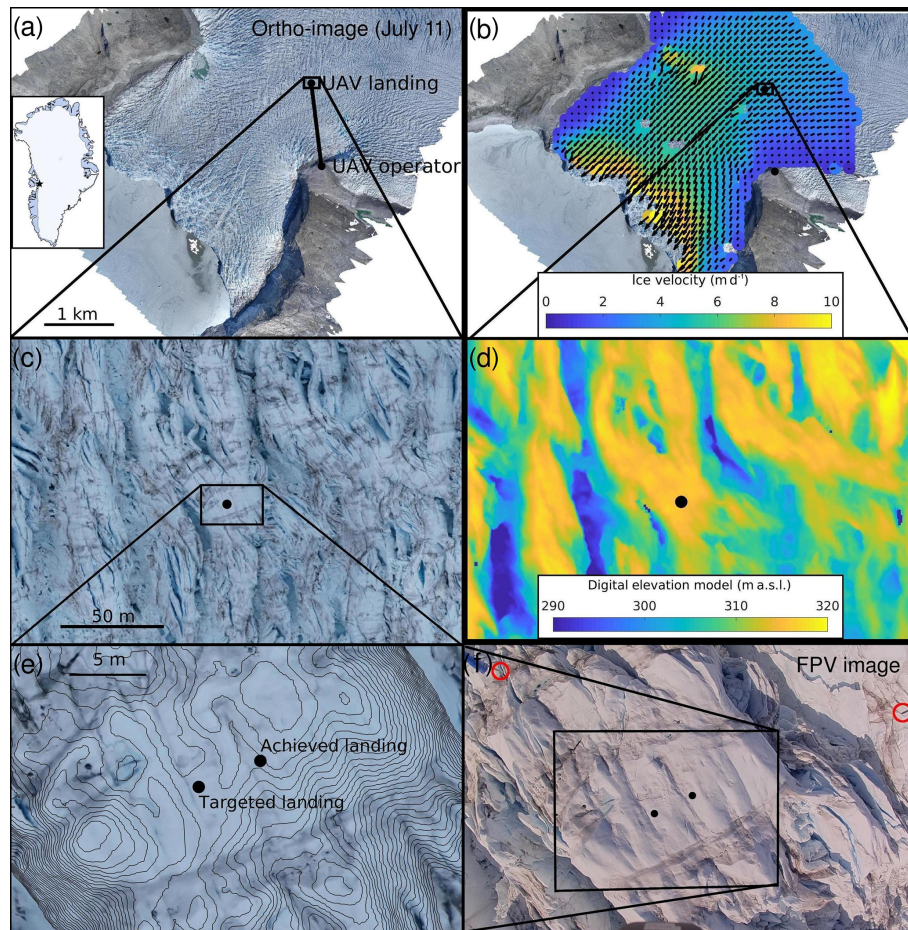 (a)
Ortho-image (July 11)
UAV landing
UAV operator
1 km
(b)
Ice velocity (m d⁻¹)
0 2 4 6 8 10
(c)
50 m
(d)
Digital elevation model (m a.s.l.)
290 300 310 320
(e)
5 m
Achieved landing
Targeted landing
(f)
FPV image